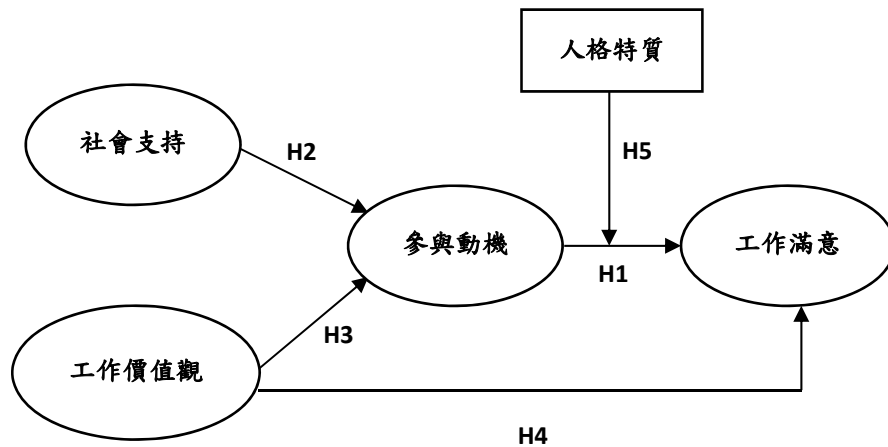 人格特質
社會支持
H2
H5
參與動機
工作滿意
H1
H3
工作價值觀
H4